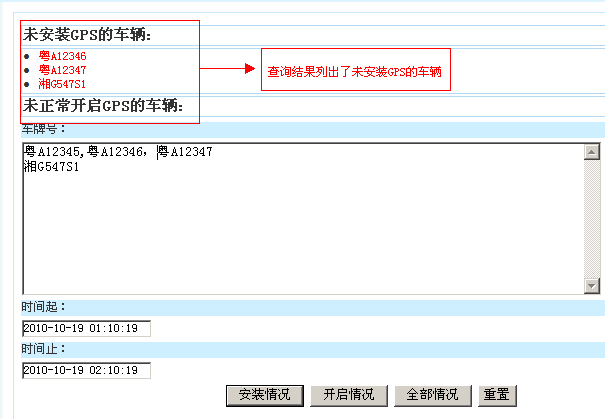 未安装GPS的车辆：
粤A12346
粤A12347
湘G547S1
查询结果列出了未安装GPS的车辆
未正常开启GPS的车辆：
车牌号：
粤A12345,粤A12346，粤A12347
湘G547S1
时间起：
2010-10-19 01:10:19
时间止：
2010-10-19 02:10:19
安装情况 开启情况 全部情况 重置